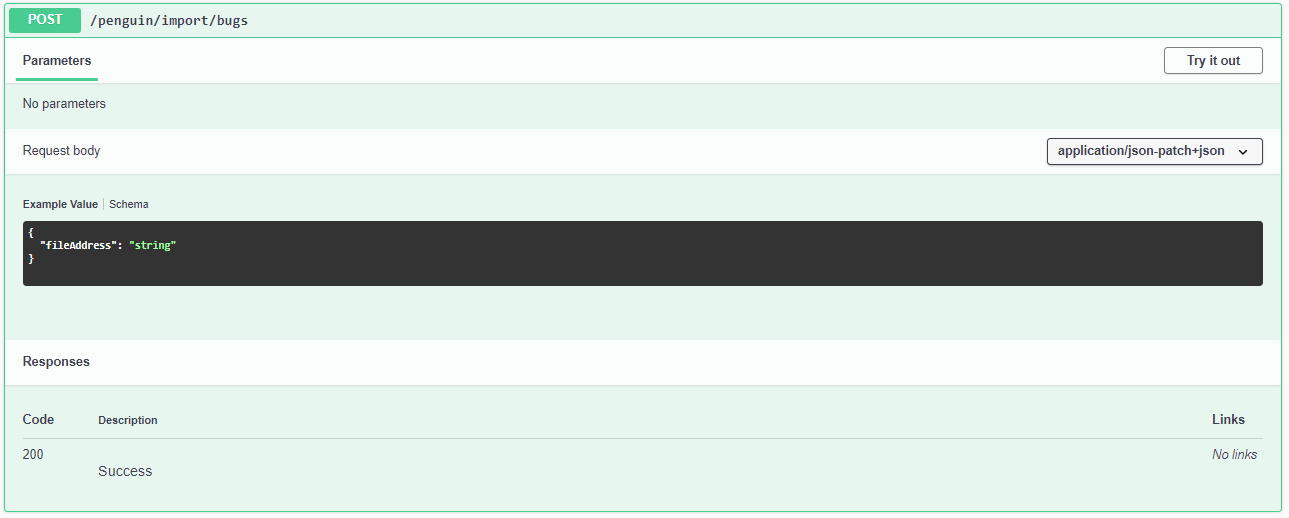 POST /penguin/import/bugs
Parameters Try it out
No parameters
Request body application/json-patch+json
Example Value Schema
{
"fileAddress": "string"
}
Responses
Code Description Links
200 No links
Success